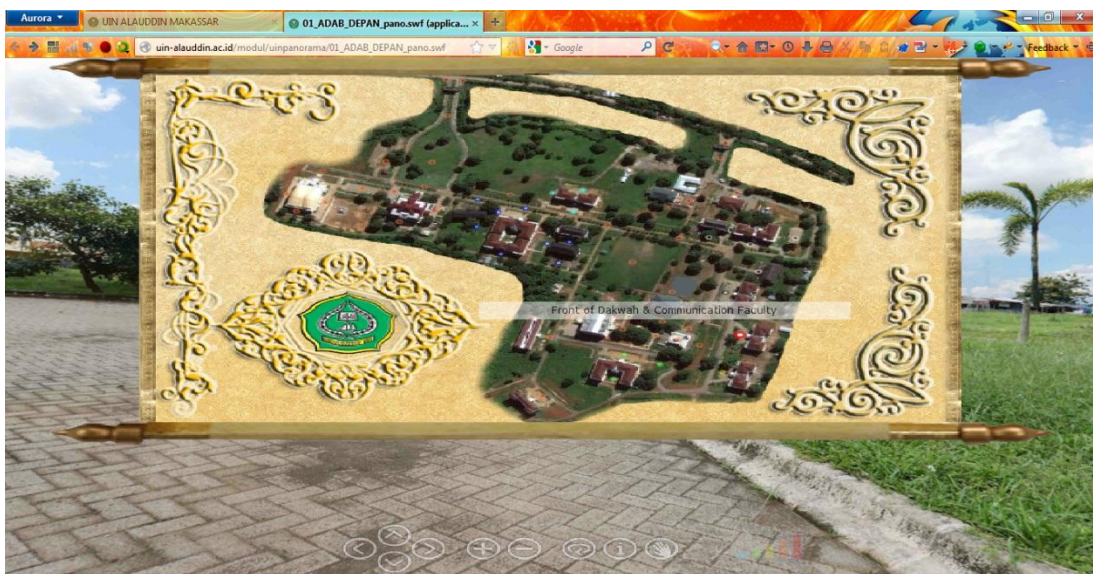 Aurora
UIN ALAUDDIN MAKASSAR
01_ADAB_DEPAN_pano.swf (applica...
uin-alauddin.ac.id/modul/uinpanorama/01_ADAB_DEPAN_pano.swf
Google
Feedback
Front of Dakwah & Communication Faculty